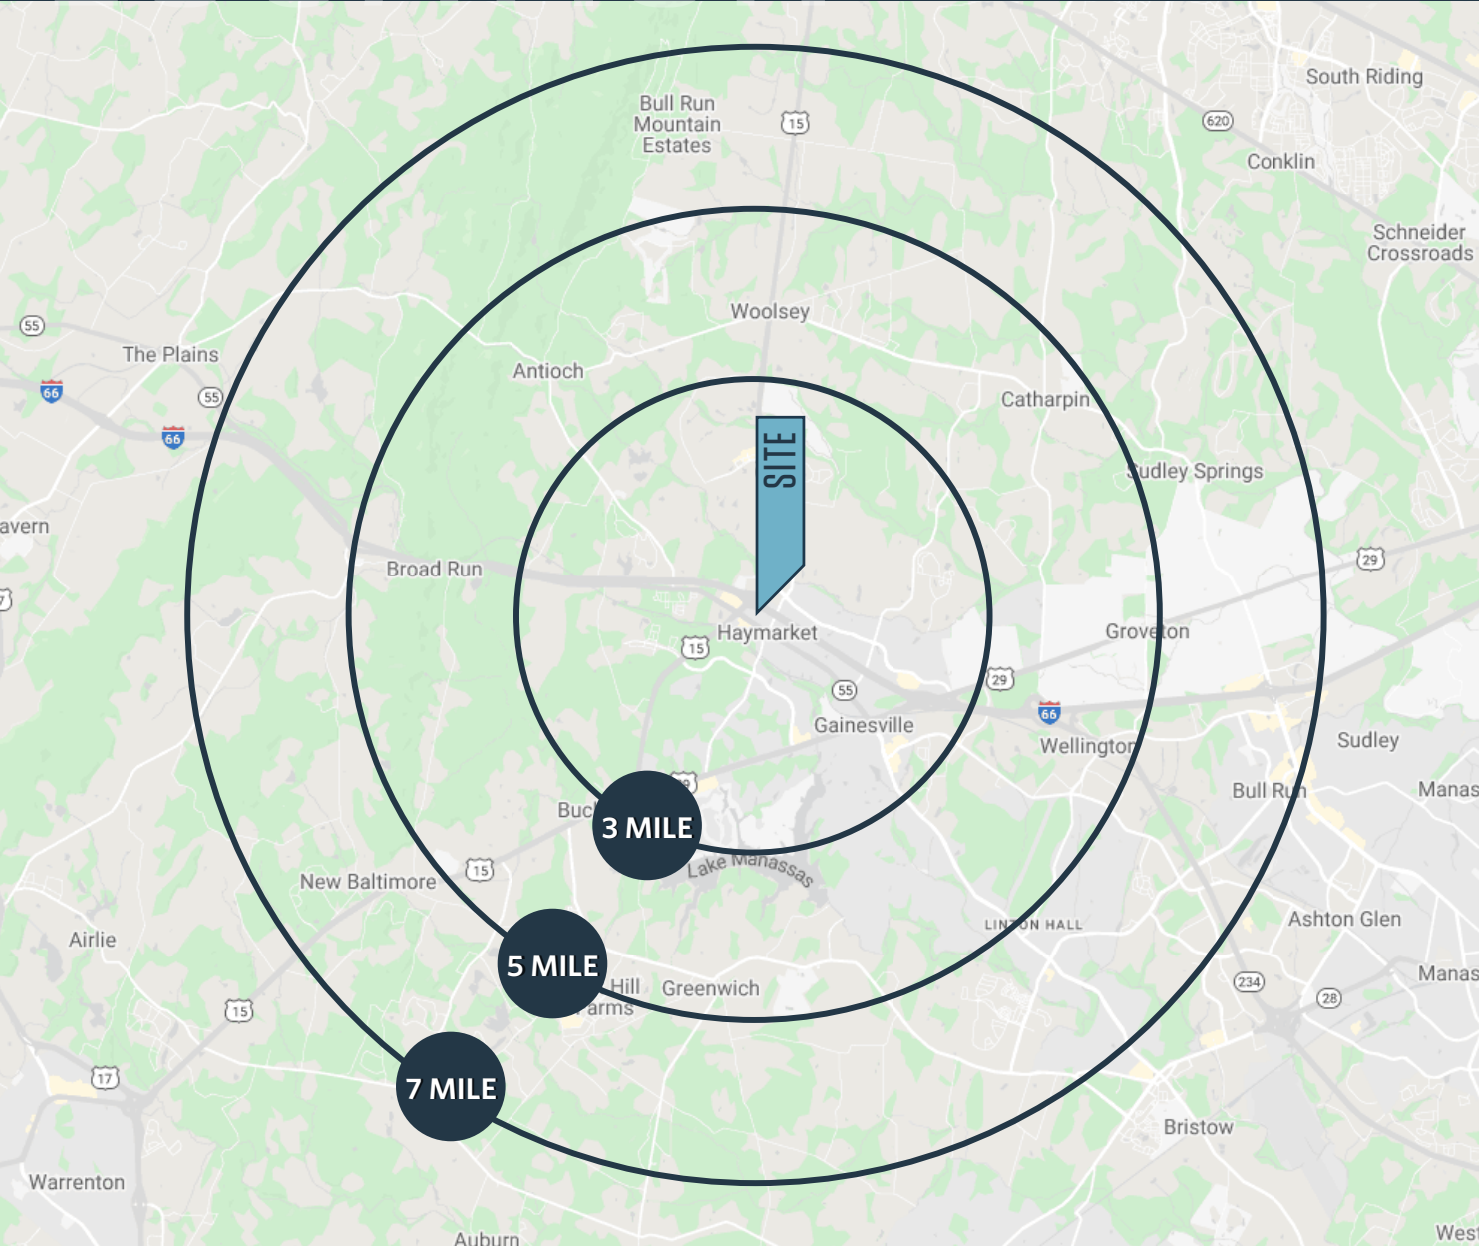 South Riding
Bull Run
Mountain
Estates
15
620
Conklin
Schneider
Crossroads
Woolsey
55
The Plains
Antioch
66
55
Catharpin
66
SITE
Sudley Springs
avern
29
Broad Run
Haymarket
Groveton
15
29
55
66
Gainesville
Wellington
Sudley
Bull Run
Manas
Buc
3 MILE
Lake Manassas
15
New Baltimore
LINTON HALL
Ashton Glen
Airlie
5 MILE
Hill
arms
Greenwich
Manas
234
28
15
17
7 MILE
Bristow
Warrenton
Auburn
Wes